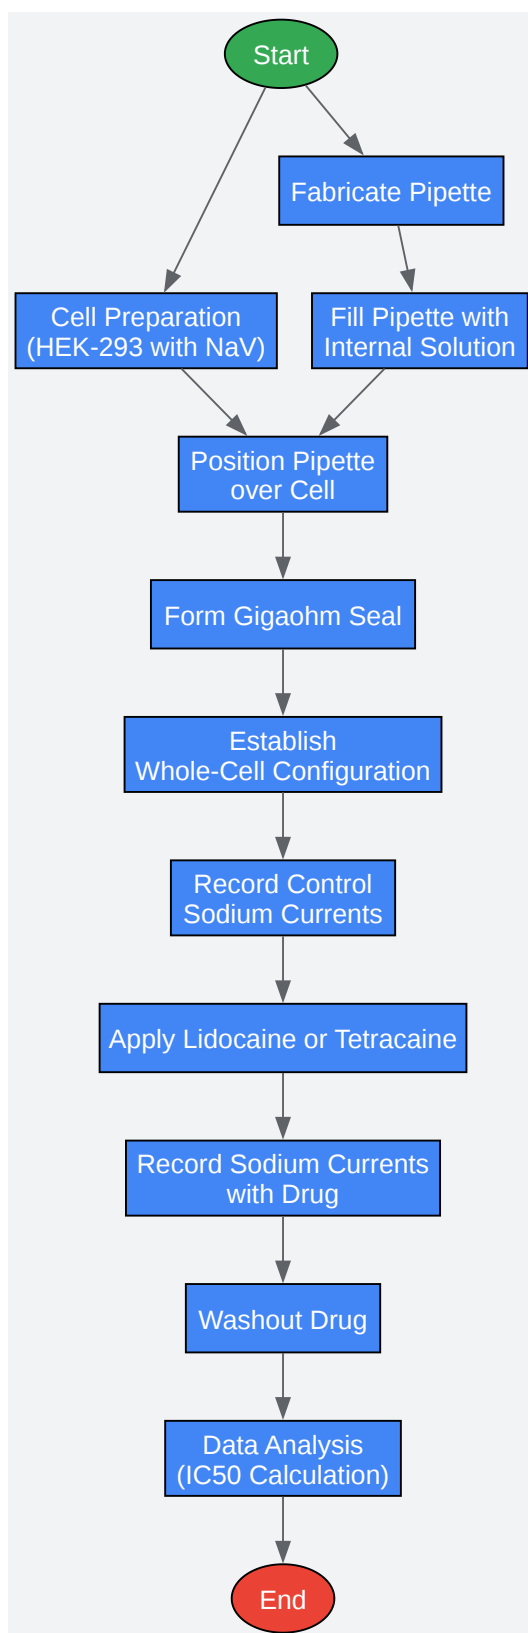 Start
Fabricate Pipette
Cell Preparation
(HEK-293 with NaV)
Fill Pipette with
Internal Solution
Position Pipette
over Cell
Form Gigaohm Seal
Establish
Whole-Cell Configuration
Record Control
Sodium Currents
Apply Lidocaine or Tetracaine
Record Sodium Currents
with Drug
Washout Drug
Data Analysis
(IC50 Calculation)
End